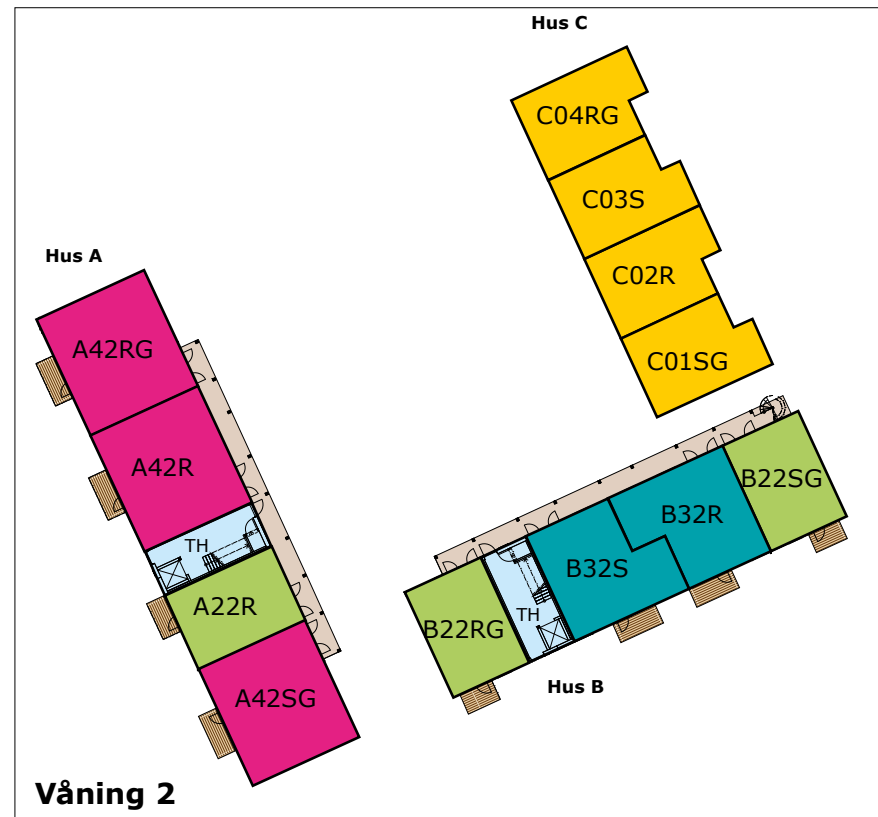 Hus C
C04RG
C03S
C02R
C01SG
Hus A
A42RG
A42R
TH
A22R
A42SG
B22SG
B32R
B32S
TH
B22RG
Hus B
Våning 2